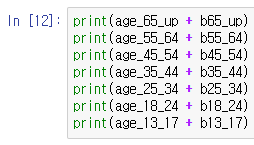 In [12]: print(age_65_up + b65_up)
print(age_55_64 + b55_64)
print(age_45_54 + b45_54)
print(age_35_44 + b35_44)
print(age_25_34 + b25_34)
print(age_18_24 + b18_24)
print(age_13_17 + b13_17)